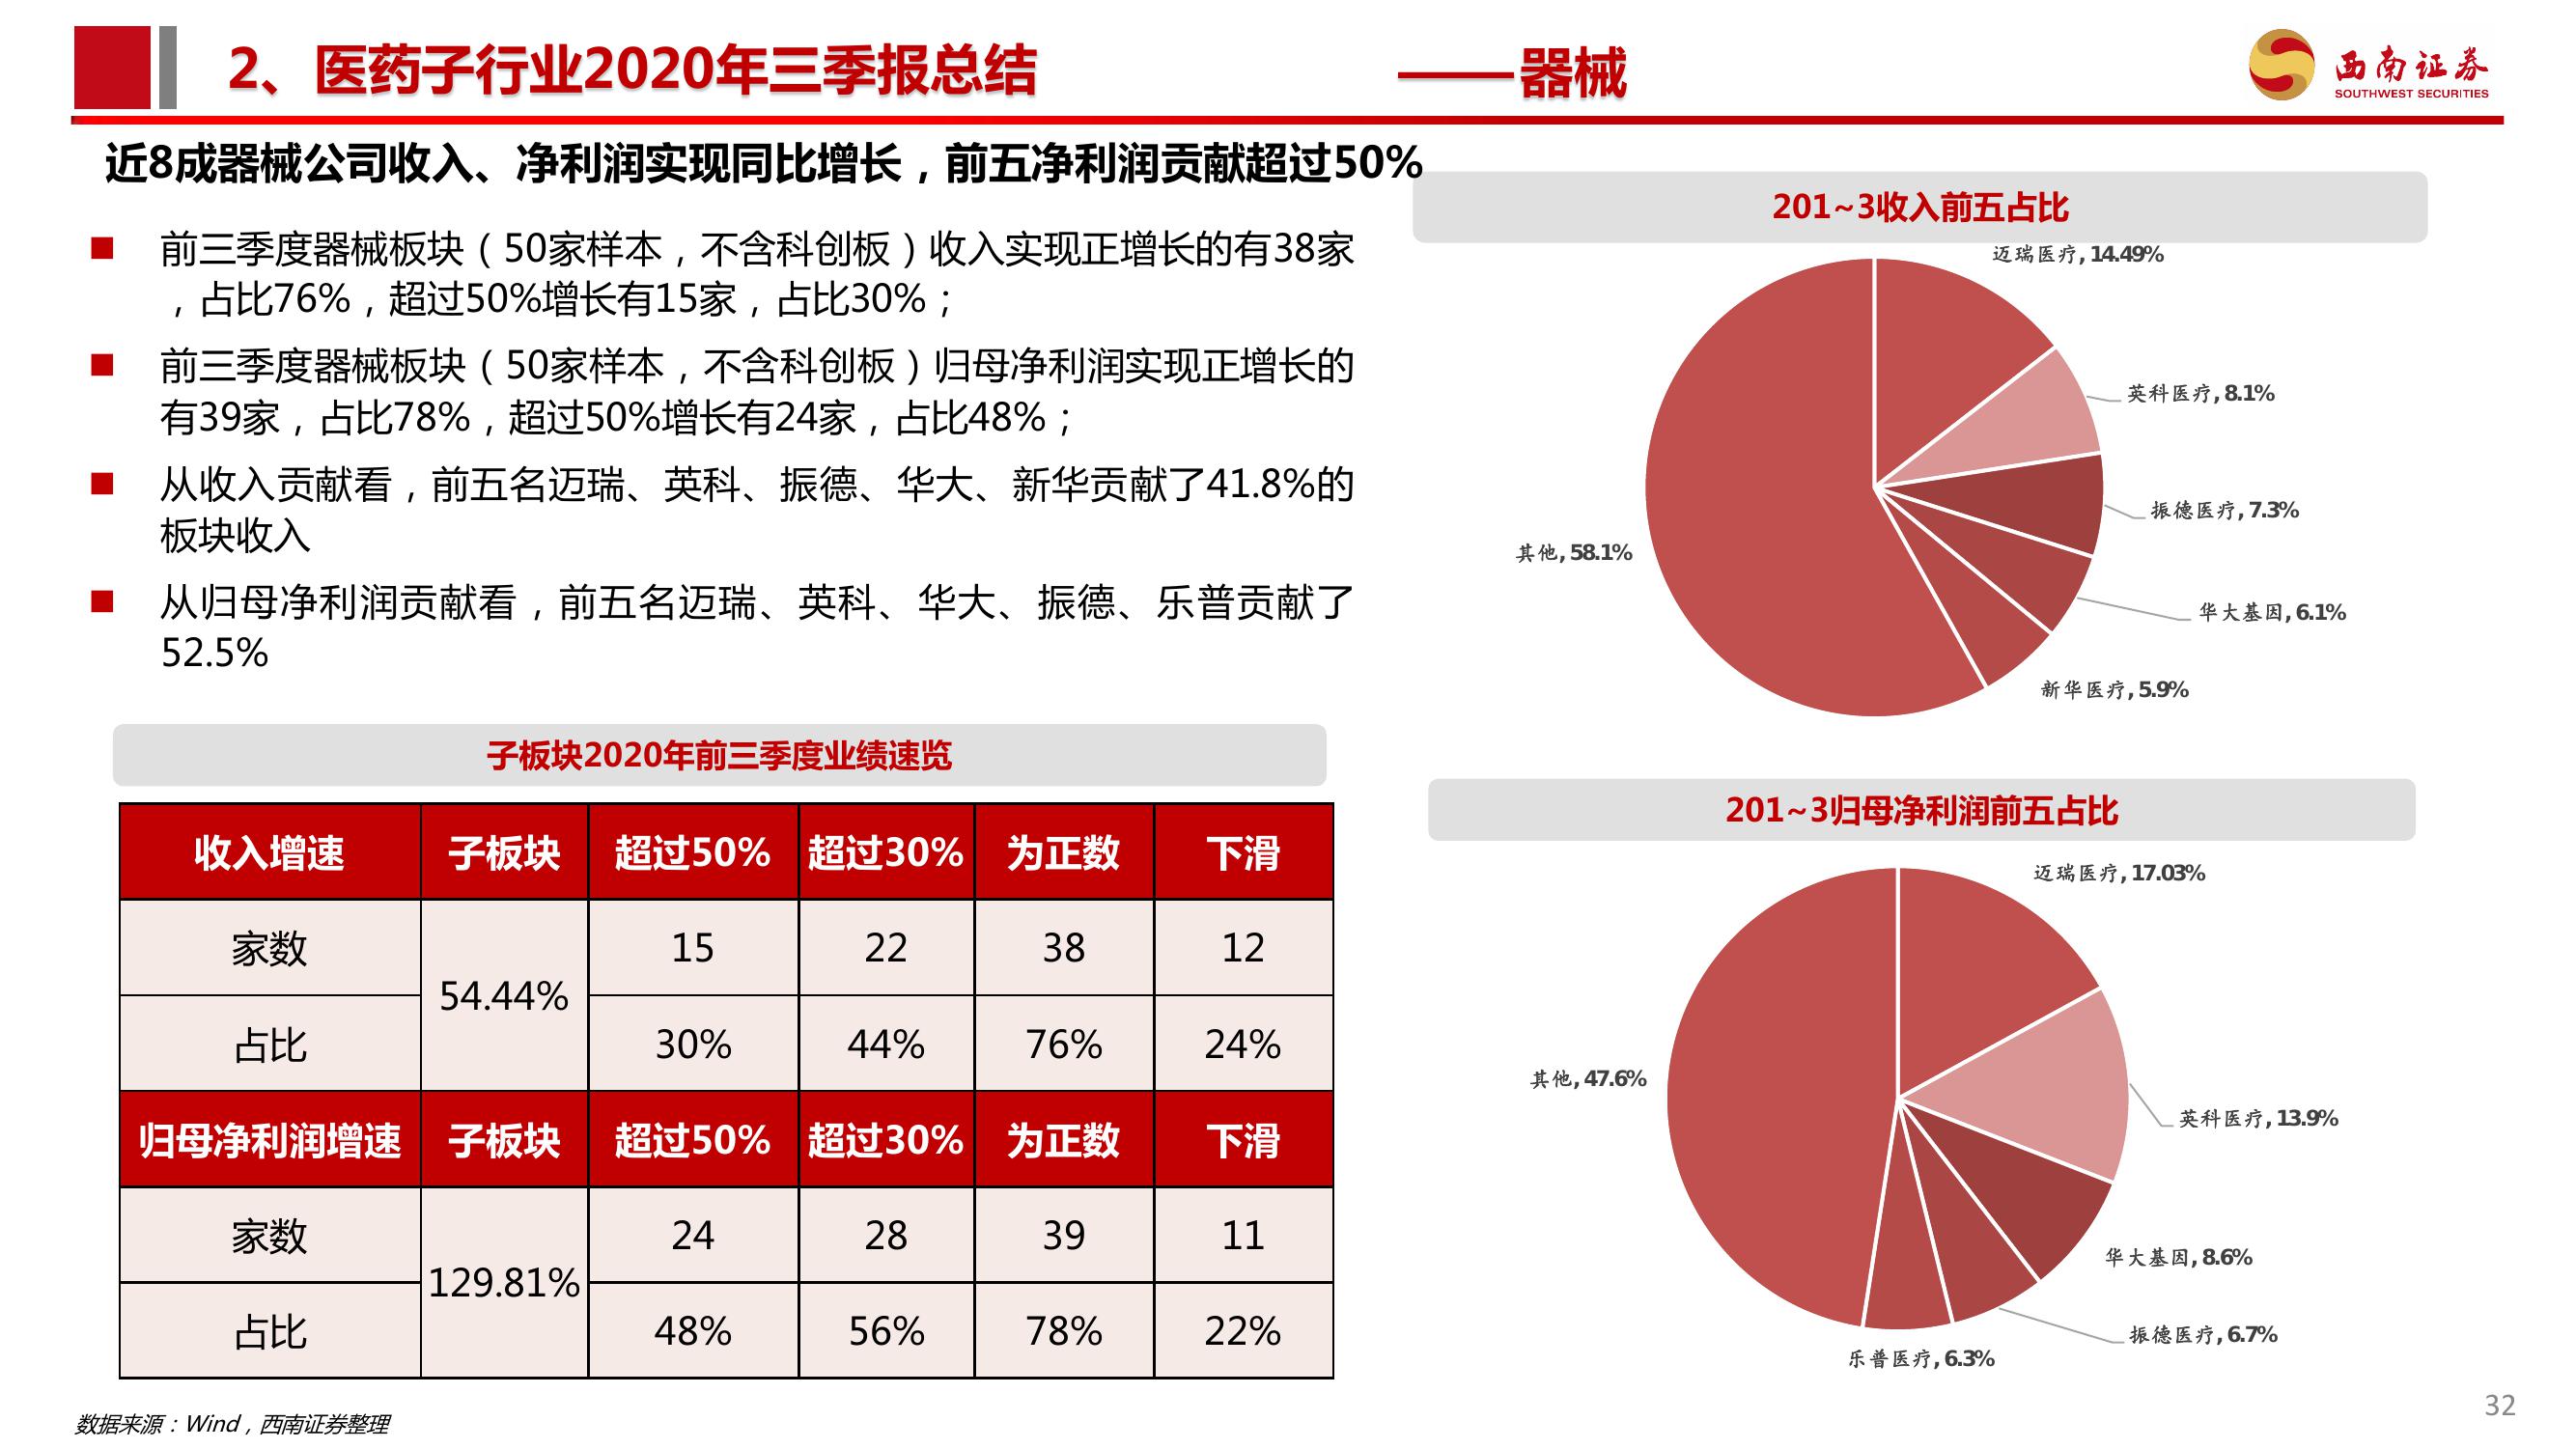 2、医药子行业2020年三季报总结
——器械
西南证券
SOUTHWEST SECURITIES
近8成器械公司收入、净利润实现同比增长，前五净利润贡献超过50%
■ 前三季度器械板块（50家样本，不含科创板）收入实现正增长的有38家
，占比76%，超过50%增长有15家，占比30%；
■ 前三季度器械板块（50家样本，不含科创板）归母净利润实现正增长的
有39家，占比78%，超过50%增长有24家，占比48%；
■ 从收入贡献看，前五名迈瑞、英科、振德、华大、新华贡献了41.8%的
板块收入
■ 从归母净利润贡献看，前五名迈瑞、英科、华大、振德、乐普贡献了
52.5%
子板块2020年前三季度业绩速览
收入增速 子板块 超过50% 超过30% 为正数 下滑
家数 15 22 38 12
54.44%
占比 30% 44% 76% 24%
归母净利润增速 子板块 超过50% 超过30% 为正数 下滑
家数 24 28 39 11
129.81%
占比 48% 56% 78% 22%
201~3收入前五占比
迈瑞医疗, 14.49%
英科医疗, 8.1%
振德医疗, 7.3%
其他, 58.1%
华大基因, 6.1%
新华医疗, 5.9%
201~3归母净利润前五占比
迈瑞医疗, 17.03%
其他, 47.6%
英科医疗, 13.9%
华大基因, 8.6%
振德医疗, 6.7%
乐普医疗, 6.3%
数据来源：Wind，西南证券整理
32